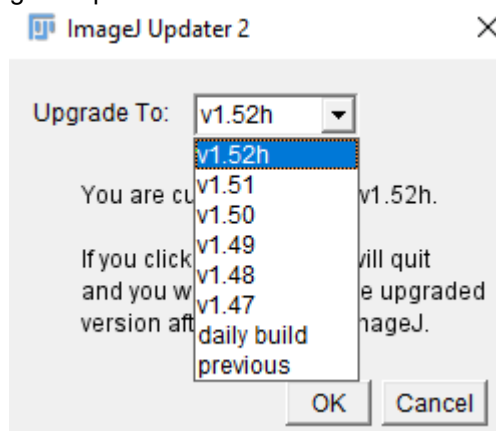 ImageJ Updater 2
Upgrade To: v1.52h
v1.52h
v1.51
v1.50
v1.49
v1.48
v1.47
daily build
previous
You are cu v1.52h.
If you click will quit
and you w e upgraded
version aft nageJ.
OK Cancel